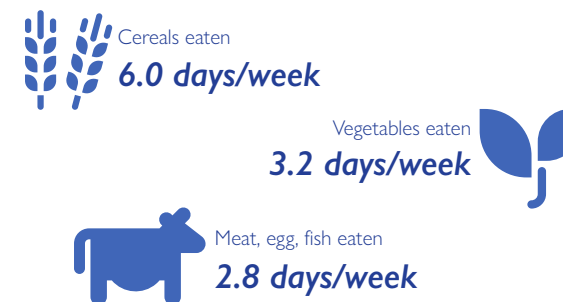 Cereals eaten
6.0 days/week
Vegetables eaten
3.2 days/week
Meat, egg, fish eaten
2.8 days/week